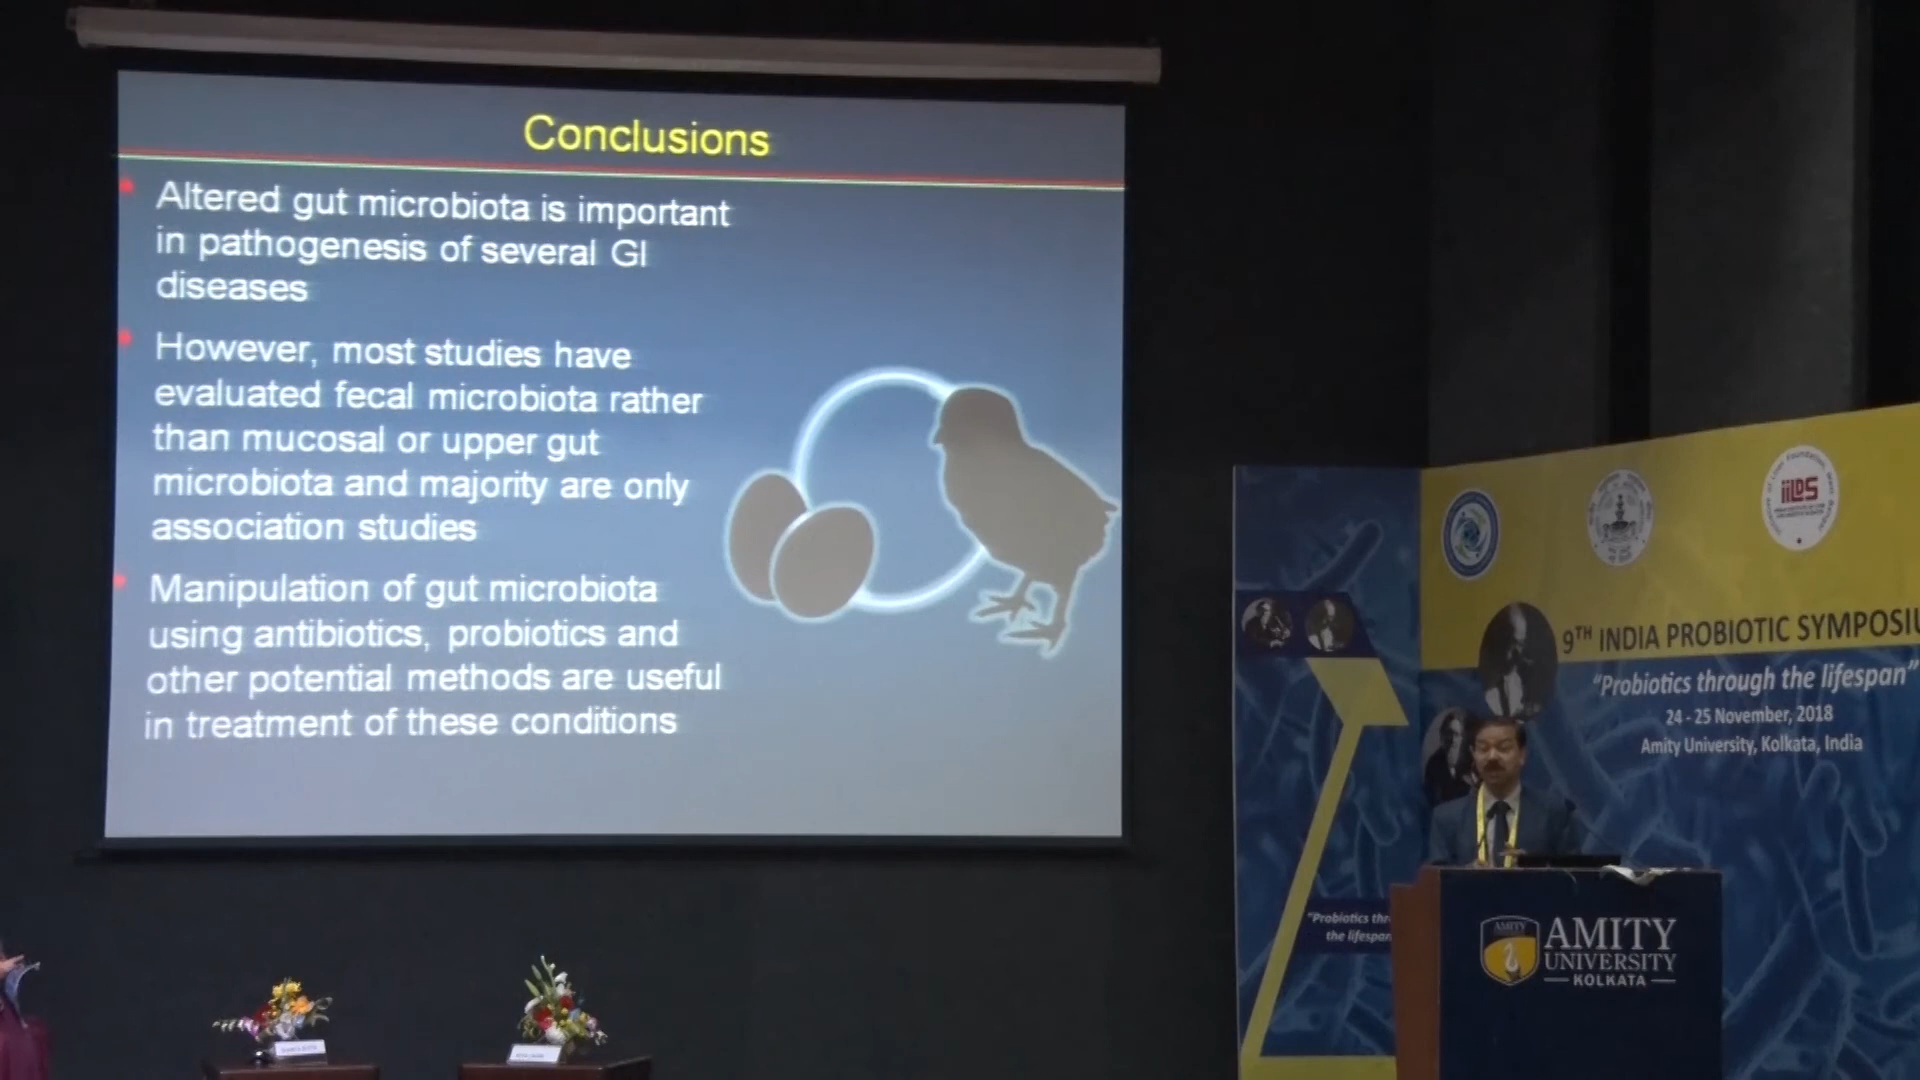 Conclusions
Altered gut microbiota is important
in pathogenesis of several GI
diseases
However, most studies have
evaluated fecal microbiota rather
than mucosal or upper gut
microbiota and majority are only
association studies
Manipulation of gut microbiota
using antibiotics, probiotics and
other potential methods are useful
in treatment of these conditions
iiLDS
9TH INDIA PROBIOTIC SYMPOSIU
"Probiotics through the lifespan"
24 - 25 November, 2018
Amity University, Kolkata, India
"Probiotics thr
the lifespan
AMITY
AMITY
UNIVERSITY
KOLKATA